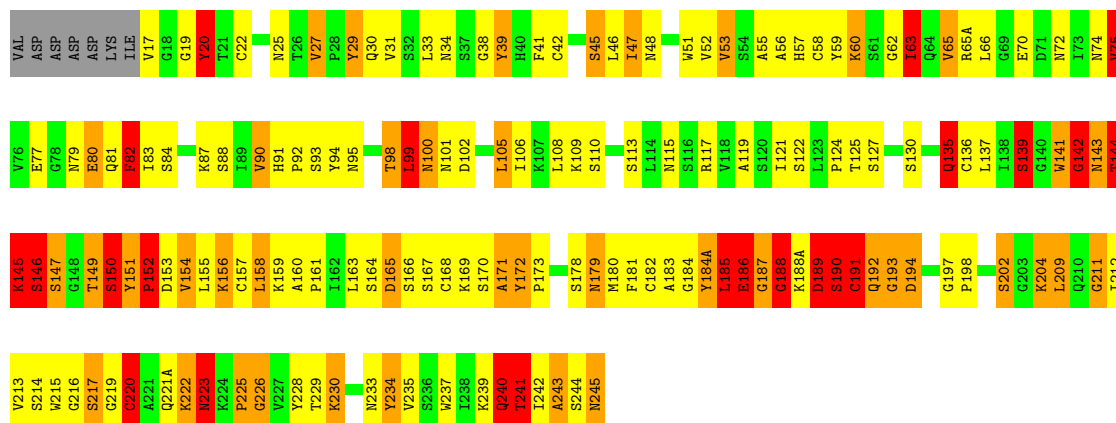 VAL ASP ASP ASP ASP LYS ILE V17 G18 G19 Y20 T21 C22 N25 T26 V27 P28 Y29 Q30 V31 S32 L33 N34 S37 G38 Y39 H40 F41 C42 S45 L46 I47 N48 W51 V52 V53 S54 A55 A56 H57 C58 Y59 K60 S61 G62 I63 Q64 V65 R65A L66 G69 E70 D71 N72 I73 N74 V75
V76 E77 G78 N79 E80 Q81 F82 I83 S84 K87 S88 I89 V90 H91 P92 S93 Y94 N95 T98 L99 N100 N101 D102 L105 I106 K107 L108 K109 S110 S113 L114 N115 S116 R117 V118 A119 S120 I121 S122 L123 P124 T125 S127 S130 Q135 C136 L137 I138 S139 G140 W141 G142 N143 T144
K145 S146 S147 G148 T149 S150 Y151 P152 D153 V154 L155 K156 C157 L158 K159 A160 P161 I162 L163 S164 D165 S166 S167 C168 K169 S170 A171 Y172 P173 S178 N179 M180 F181 C182 A183 G184 Y184A L185 E186 G187 G188 K188A D189 S190 C191 Q192 G193 D194 G197 P198 S202 G203 K204 L209 Q210 G211 I212
V213 S214 W215 G216 S217 G219 C220 A221 Q221A K222 N223 K224 P225 G226 V227 Y228 T229 K230 N233 Y234 V235 S236 W237 I238 K239 Q240 T241 I242 A243 S244 N245